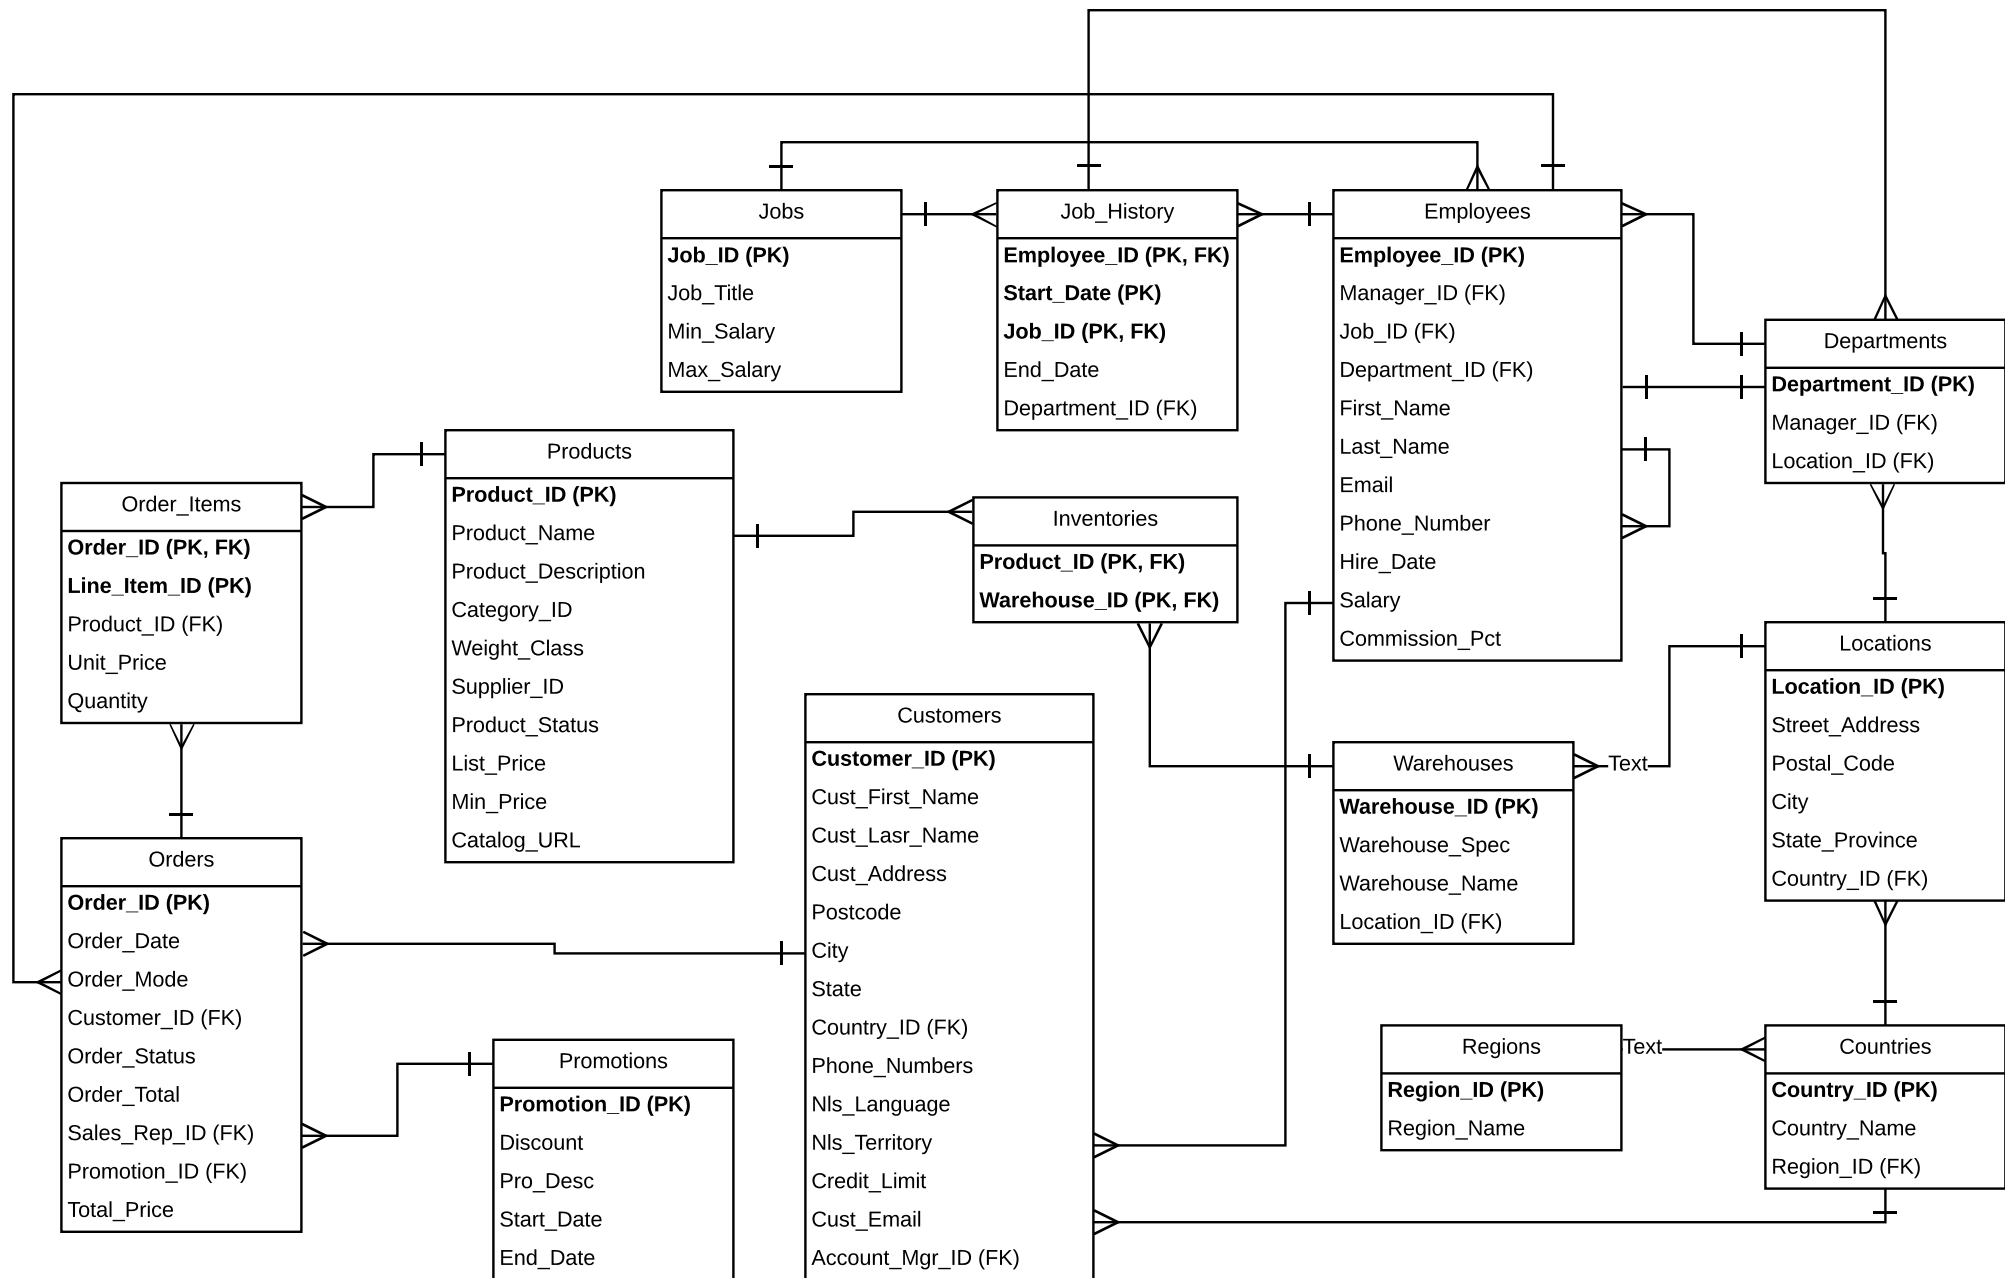 Jobs
Job_ID (PK)
Job_Title
Min_Salary
Max_Salary
Job_History
Employee_ID (PK, FK)
Start_Date (PK)
Job_ID (PK, FK)
End_Date
Department_ID (FK)
Employees
Employee_ID (PK)
Manager_ID (FK)
Job_ID (FK)
Department_ID (FK)
First_Name
Last_Name
Email
Phone_Number
Hire_Date
Salary
Commission_Pct
Departments
Department_ID (PK)
Manager_ID (FK)
Location_ID (FK)
Order_Items
Order_ID (PK, FK)
Line_Item_ID (PK)
Product_ID (FK)
Unit_Price
Quantity
Products
Product_ID (PK)
Product_Name
Product_Description
Category_ID
Weight_Class
Supplier_ID
Product_Status
List_Price
Min_Price
Catalog_URL
Inventories
Product_ID (PK, FK)
Warehouse_ID (PK, FK)
Locations
Location_ID (PK)
Street_Address
Postal_Code
City
State_Province
Country_ID (FK)
Customers
Customer_ID (PK)
Cust_First_Name
Cust_Lasr_Name
Cust_Address
Postcode
City
State
Country_ID (FK)
Phone_Numbers
Nls_Language
Nls_Territory
Credit_Limit
Cust_Email
Account_Mgr_ID (FK)
Warehouses
Text
Warehouse_ID (PK)
Warehouse_Spec
Warehouse_Name
Location_ID (FK)
Orders
Order_ID (PK)
Order_Date
Order_Mode
Customer_ID (FK)
Order_Status
Order_Total
Sales_Rep_ID (FK)
Promotion_ID (FK)
Total_Price
Promotions
Promotion_ID (PK)
Discount
Pro_Desc
Start_Date
End_Date
Regions
Text
Region_ID (PK)
Region_Name
Countries
Country_ID (PK)
Country_Name
Region_ID (FK)